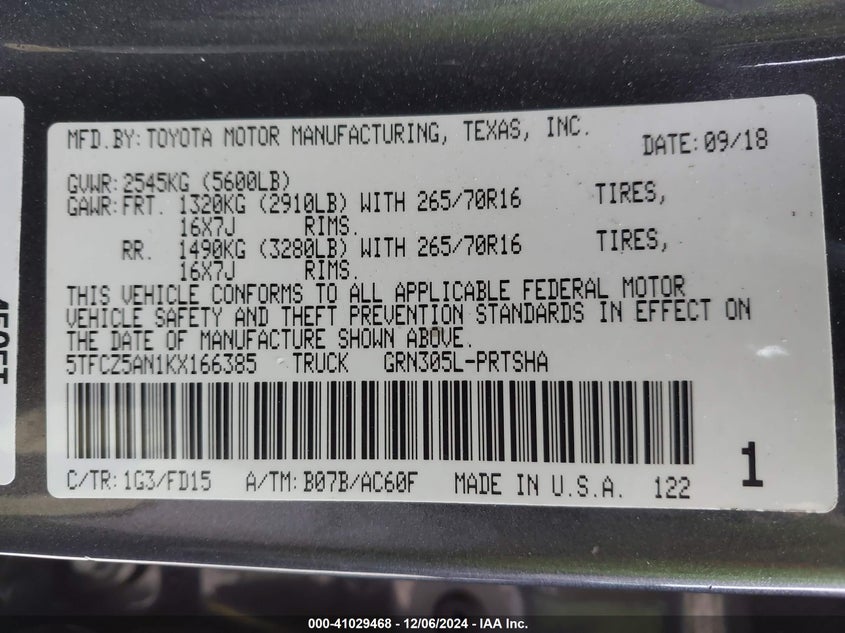 MFD.BY:TOYOTA MOTOR MANUFACTURING, TEXAS, INC. DATE:09/18
GVWR:2545KG (5600LB)
GAWR:FRT. 1320KG (2910LB) WITH 265/70R16 TIRES,
16X7J RIMS.
RR. 1490KG (3280LB) WITH 265/70R16 TIRES,
16X7J RIMS.
THIS VEHICLE CONFORMS TO ALL APPLICABLE FEDERAL MOTOR
VEHICLE SAFETY AND THEFT PREVENTION STANDARDS IN EFFECT ON
THE DATE OF MANUFACTURE SHOWN ABOVE.
5TFCZ5AN1KX166385 TRUCK GRN305L-PRTSHA
C/TR:1G3/FD15 A/TM:B07B/AC60F MADE IN U.S.A. 122
1
000-41029468 - 12/06/2024 - IAA Inc.